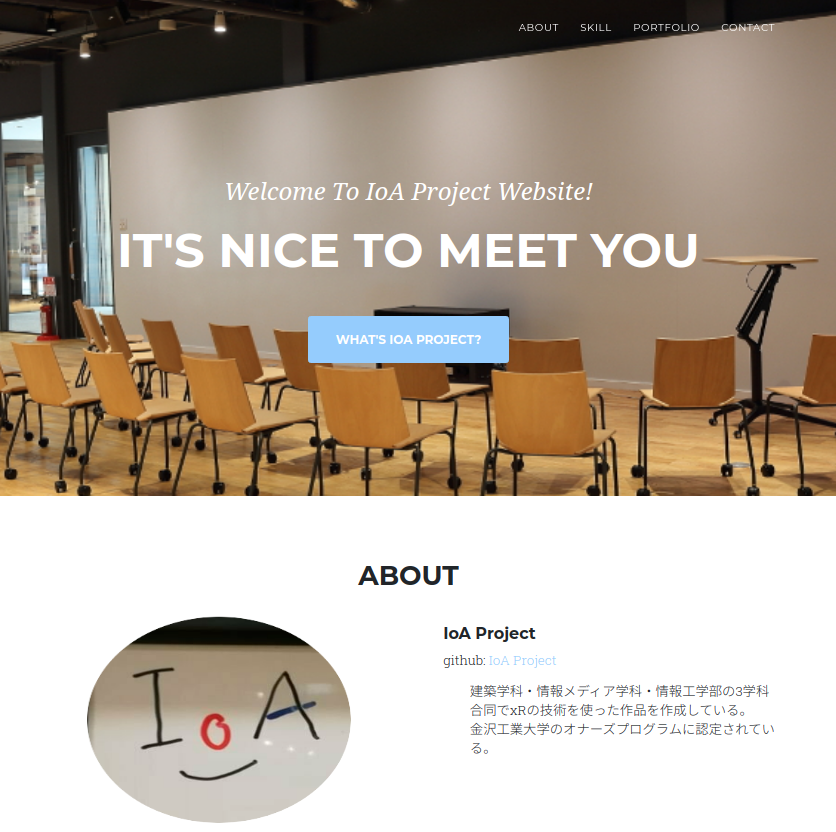 ABOUT SKILL PORTFOLIO CONTACT
Welcome To IoA Project Website!
IT'S NICE TO MEET YOU
WHAT'S IOA PROJECT?
ABOUT
IoA
IoA Project
github: IoA Project
建築学科・情報メディア学科・情報工学部の3学科
合同でxRの技術を使った作品を作成している。
金沢工業大学のオナーズプログラムに認定されてい
る。